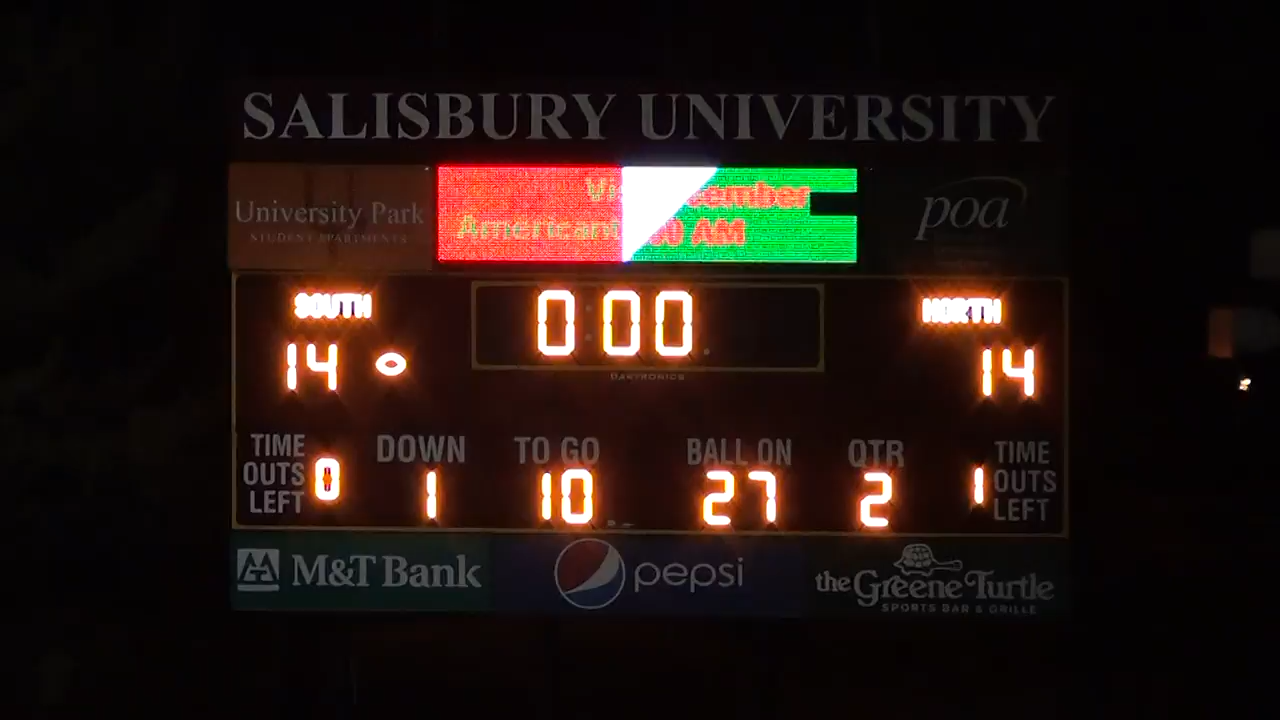 SALISBURY UNIVERSITY
University Park
STUDENT APARTMENTS
American
AM
poa
SOUTH
0:00
NORTH
14
14
DAKTRONICS
TIME OUTS LEFT
0
DOWN
1
TO GO
10
BALL ON
27
QTR
2
1
TIME OUTS LEFT
M&T Bank
pepsi
the Greene Turtle
SPORTS BAR & GRILLE